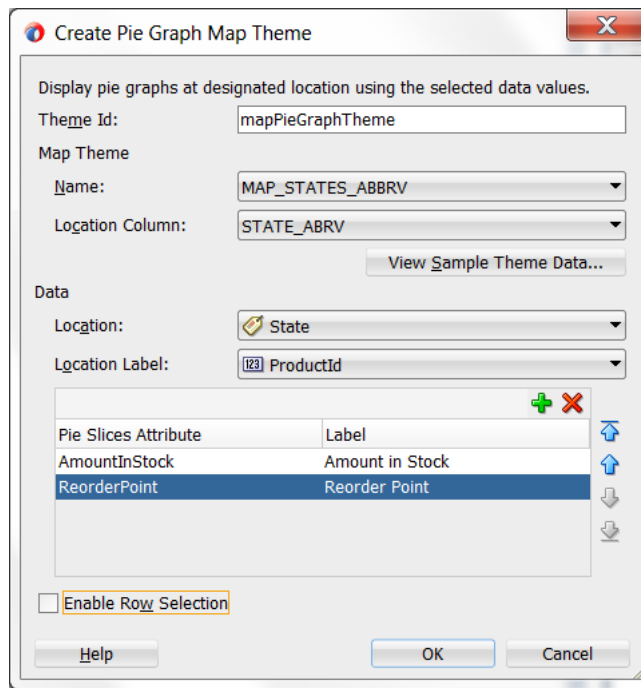 Create Pie Graph Map Theme
Display pie graphs at designated location using the selected data values.
Theme Id: mapPieGraphTheme
Map Theme
Name: MAP_STATES_ABBRV
Location Column: STATE_ABRV
View Sample Theme Data...
Data
Location: State
Location Label: 123 ProductId
Pie Slices Attribute Label
AmountInStock Amount in Stock
ReorderPoint Reorder Point
Enable Row Selection
Help OK Cancel